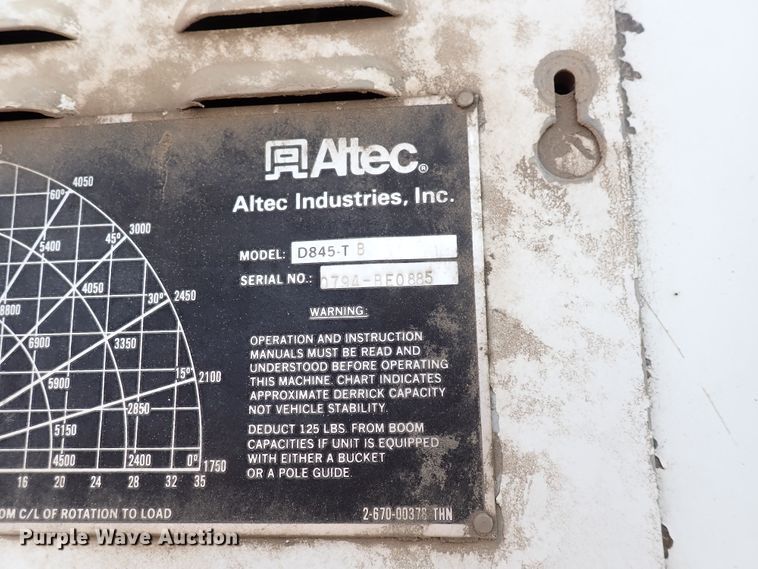 Altec®
Altec Industries, Inc.
MODEL: D845-T B
SERIAL NO.: 0794-BE0885
WARNING:
OPERATION AND INSTRUCTION
MANUALS MUST BE READ AND
UNDERSTOOD BEFORE OPERATING
THIS MACHINE. CHART INDICATES
APPROXIMATE DERRICK CAPACITY
NOT VEHICLE STABILITY.
DEDUCT 125 LBS. FROM BOOM
CAPACITIES IF UNIT IS EQUIPPED
WITH EITHER A BUCKET
OR A POLE GUIDE.
60° 4050
45° 3000
5400
30° 2450
4050
8800
6900 3350
15° 2100
5900
2850
5150
4500 2400 0° 1750
16 20 24 28 32 35
OM C/L OF ROTATION TO LOAD
2-670-00378 THN
Purple Wave Auction